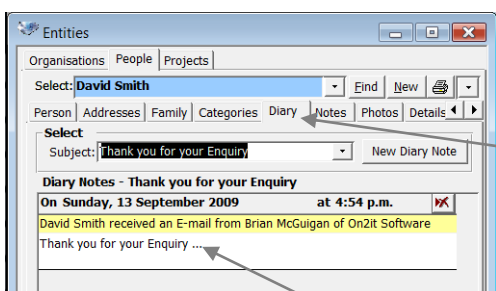 Entities
Organisations People Projects
Select: David Smith Find New
Person Addresses Family Categories Diary Notes Photos Details
Select
Subject: Thank you for your Enquiry New Diary Note
Diary Notes - Thank you for your Enquiry
On Sunday, 13 September 2009 at 4:54 p.m.
David Smith received an E-mail from Brian McGuigan of On2it Software
Thank you for your Enquiry ...